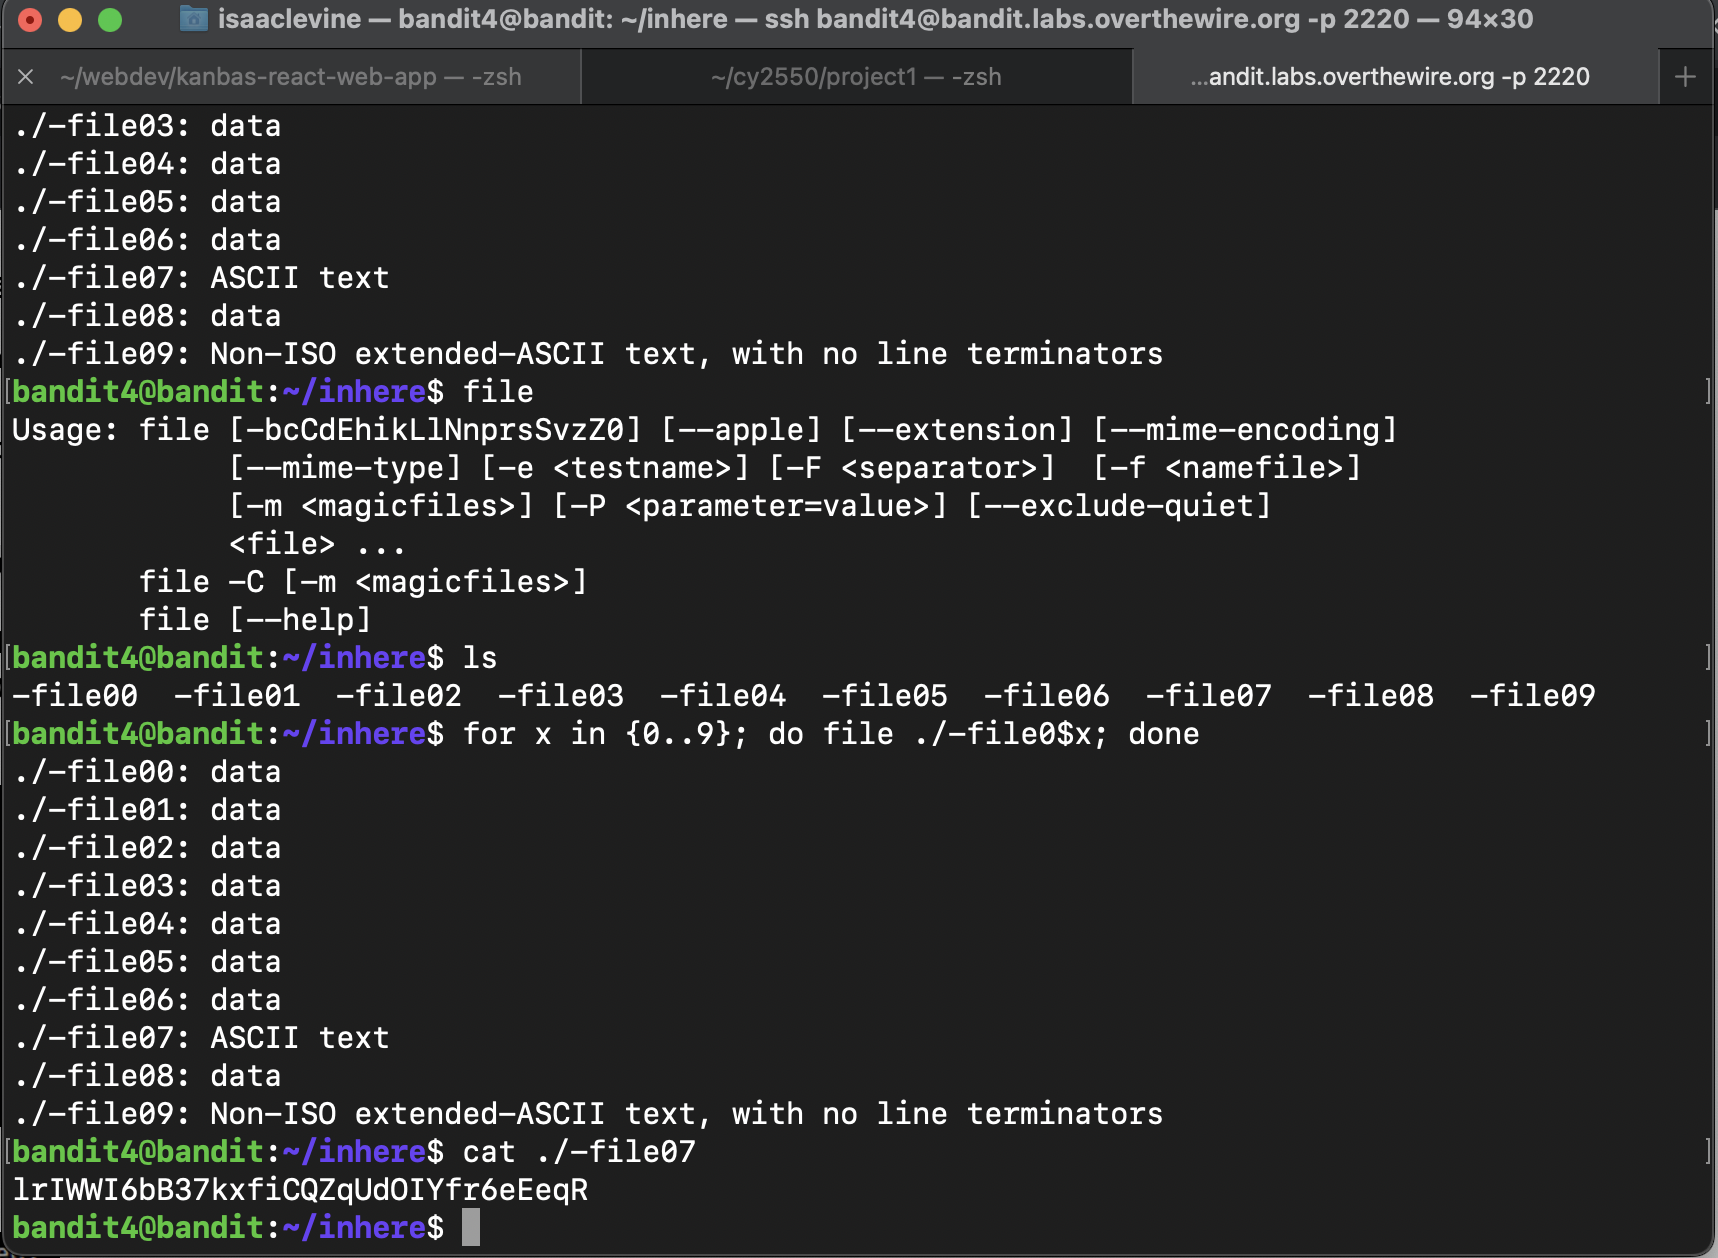 isaaclevine — bandit4@bandit: ~/inhere — ssh bandit4@bandit.labs.overthewire.org -p 2220 — 94×30
~/webdev/kanbas-react-web-app — -zsh
~/cy2550/project1 — -zsh
...andit.labs.overthewire.org -p 2220
./-file03: data
./-file04: data
./-file05: data
./-file06: data
./-file07: ASCII text
./-file08: data
./-file09: Non-ISO extended-ASCII text, with no line terminators
[bandit4@bandit:~/inhere$ file ]
Usage: file [-bcCdEhikLlNnprsSvzZ0] [--apple] [--extension] [--mime-encoding]
            [--mime-type] [-e <testname>] [-F <separator>]  [-f <namefile>]
            [-m <magicfiles>] [-P <parameter=value>] [--exclude-quiet]
            <file> ...
       file -C [-m <magicfiles>]
       file [--help]
[bandit4@bandit:~/inhere$ ls ]
-file00  -file01  -file02  -file03  -file04  -file05  -file06  -file07  -file08  -file09
[bandit4@bandit:~/inhere$ for x in {0..9}; do file ./-file0$x; done ]
./-file00: data
./-file01: data
./-file02: data
./-file03: data
./-file04: data
./-file05: data
./-file06: data
./-file07: ASCII text
./-file08: data
./-file09: Non-ISO extended-ASCII text, with no line terminators
[bandit4@bandit:~/inhere$ cat ./-file07 ]
lrIWWI6bB37kxfiCQZqUdOIYfr6eEeqR
bandit4@bandit:~/inhere$